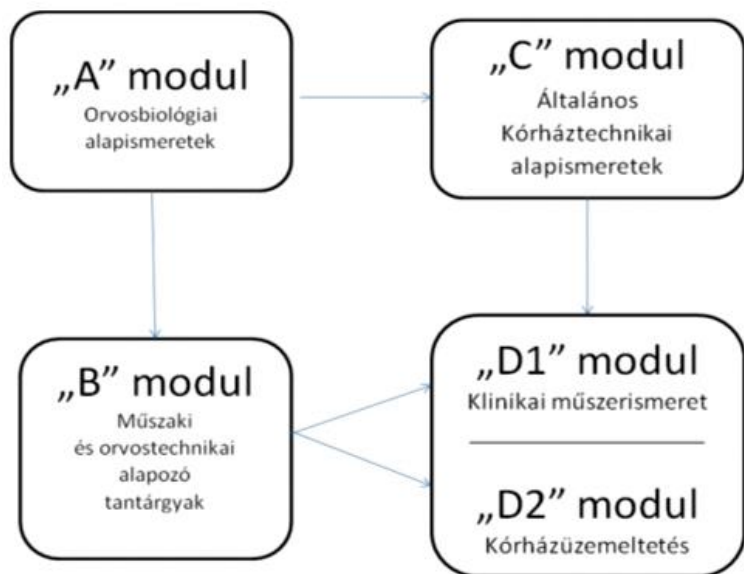 „A” modul
Orvosbiológiai
alapismeretek
„C” modul
Általános
Kórháztechnikai
alapismeretek
„B” modul
Műszaki
és orvostechnikai
alapozó
tantárgyak
„D1” modul
Klinikai műszerismeret
„D2” modul
Kórházüzemeltetés